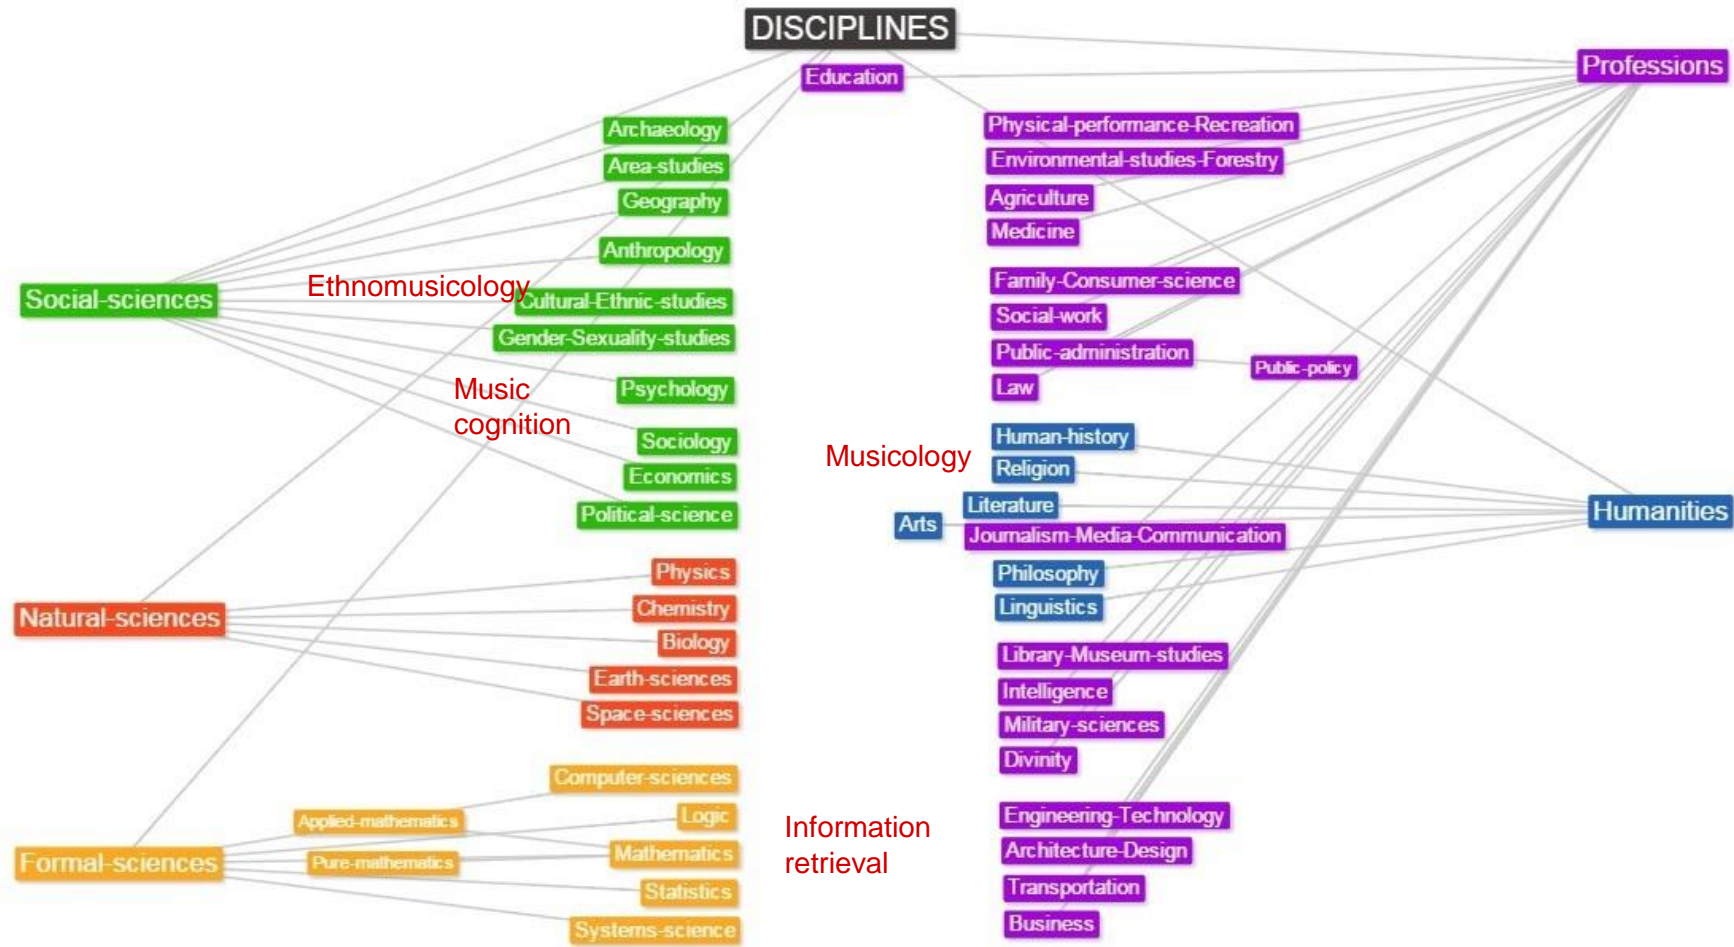 DISCIPLINES
Education
Professions
Archaeology
Area-studies
Geography
Anthropology
Social-sciences
Ethnomusicology
Cultural-Ethnic-studies
Gender-Sexuality-studies
Music
cognition
Psychology
Sociology
Economics
Political-science
Natural-sciences
Physics
Chemistry
Biology
Earth-sciences
Space-sciences
Formal-sciences
Computer-sciences
Applied-mathematics
Logic
Pure-mathematics
Mathematics
Statistics
Systems-science
Physical-performance-Recreation
Environmental-studies-Forestry
Agriculture
Medicine
Family-Consumer-science
Social-work
Public-administration
Public-policy
Law
Musicology
Human-history
Religion
Literature
Arts
Humanities
Journalism-Media-Communication
Philosophy
Linguistics
Library-Museum-studies
Intelligence
Military-sciences
Divinity
Information
retrieval
Engineering-Technology
Architecture-Design
Transportation
Business